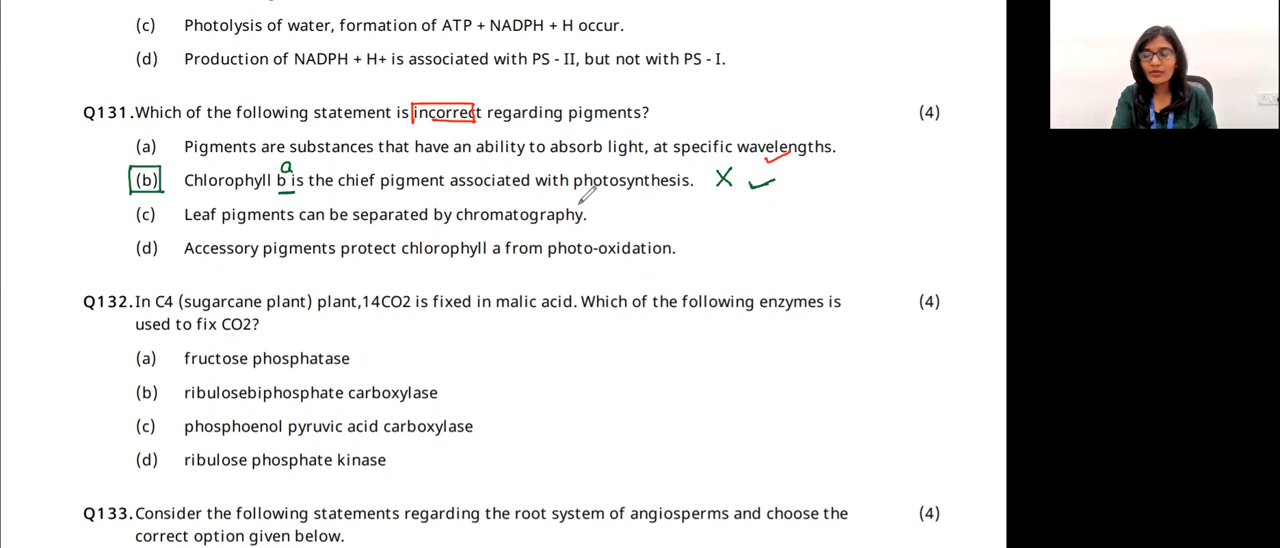 (c) Photolysis of water, formation of ATP + NADPH + H occur.
(d) Production of NADPH + H+ is associated with PS - II, but not with PS - I.
Q131. Which of the following statement is incorrect regarding pigments? (4)
(a) Pigments are substances that have an ability to absorb light, at specific wavelengths.
a
(b) Chlorophyll b is the chief pigment associated with photosynthesis. X ✓
(c) Leaf pigments can be separated by chromatography.
(d) Accessory pigments protect chlorophyll a from photo-oxidation.
Q132. In C4 (sugarcane plant) plant,14CO2 is fixed in malic acid. Which of the following enzymes is (4)
used to fix CO2?
(a) fructose phosphatase
(b) ribulosebiphosphate carboxylase
(c) phosphoenol pyruvic acid carboxylase
(d) ribulose phosphate kinase
Q133. Consider the following statements regarding the root system of angiosperms and choose the (4)
correct option given below.